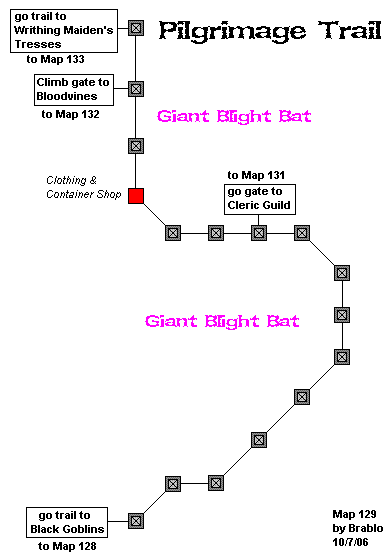 Pilgrimage Trail
go trail to
Writhing Maiden's
Tresses
to Map 133
Climb gate to
Bloodvines
to Map 132
Giant Blight Bat
Clothing &
Container Shop
to Map 131
go gate to
Cleric Guild
Giant Blight Bat
go trail to
Black Goblins
to Map 128
Map 129
by Brablo
10/7/06